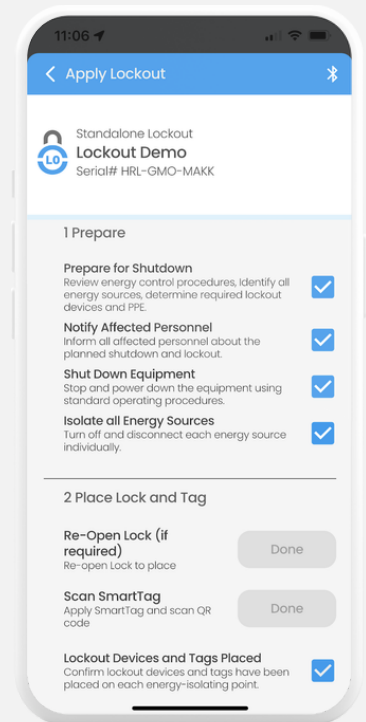 11:06
Apply Lockout
LO
Standalone Lockout
Lockout Demo
Serial# HRL-GMO-MAKK
1 Prepare
Prepare for Shutdown
Review energy control procedures, Identify all
energy sources, determine required lockout
devices and PPE.
Notify Affected Personnel
Inform all affected personnel about the
planned shutdown and lockout.
Shut Down Equipment
Stop and power down the equipment using
standard operating procedures.
Isolate all Energy Sources
Turn off and disconnect each energy source
individually.
2 Place Lock and Tag
Re-Open Lock (if
required)
Re-open Lock to place
Done
Scan SmartTag
Apply SmartTag and scan QR
code
Done
Lockout Devices and Tags Placed
Confirm lockout devices and tags have been
placed on each energy-isolating point.